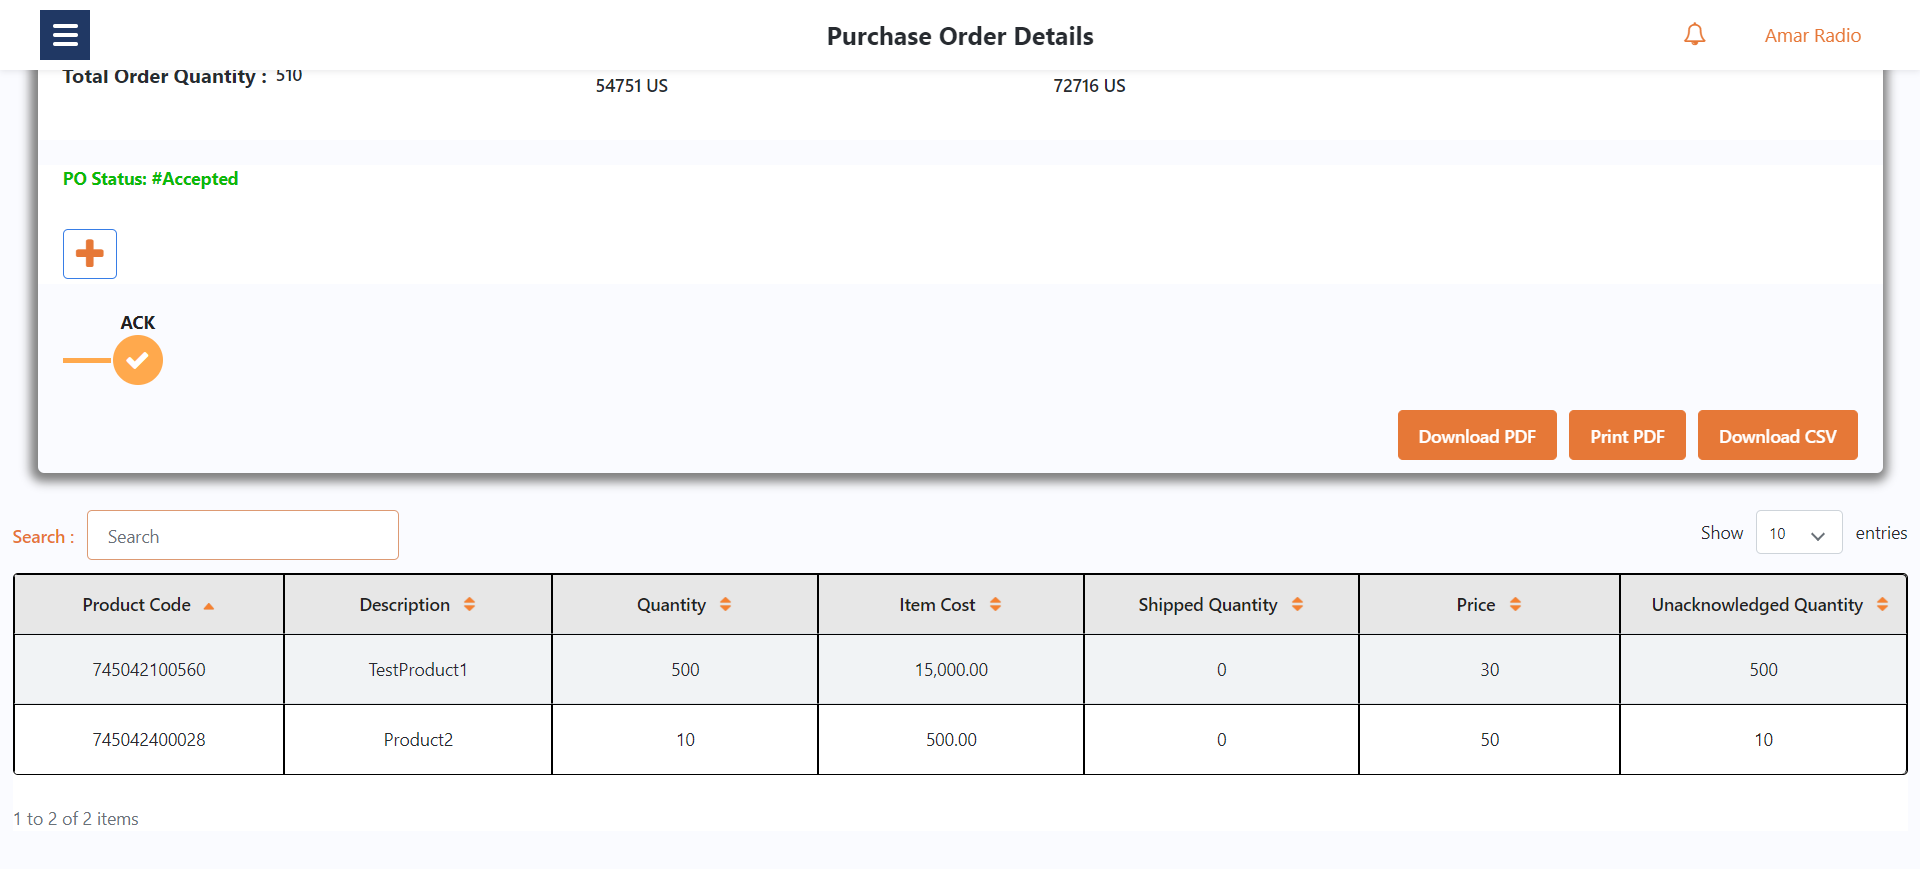 Purchase Order Details
Amar Radio
Total Order Quantity : 510
54751 US
72716 US
PO Status: #Accepted
ACK
Download PDF
Print PDF
Download CSV
Search :
Search
Show 10 entries
Product Code Description Quantity Item Cost Shipped Quantity Price Unacknowledged Quantity
745042100560 TestProduct1 500 15,000.00 0 30 500
745042400028 Product2 10 500.00 0 50 10
1 to 2 of 2 items